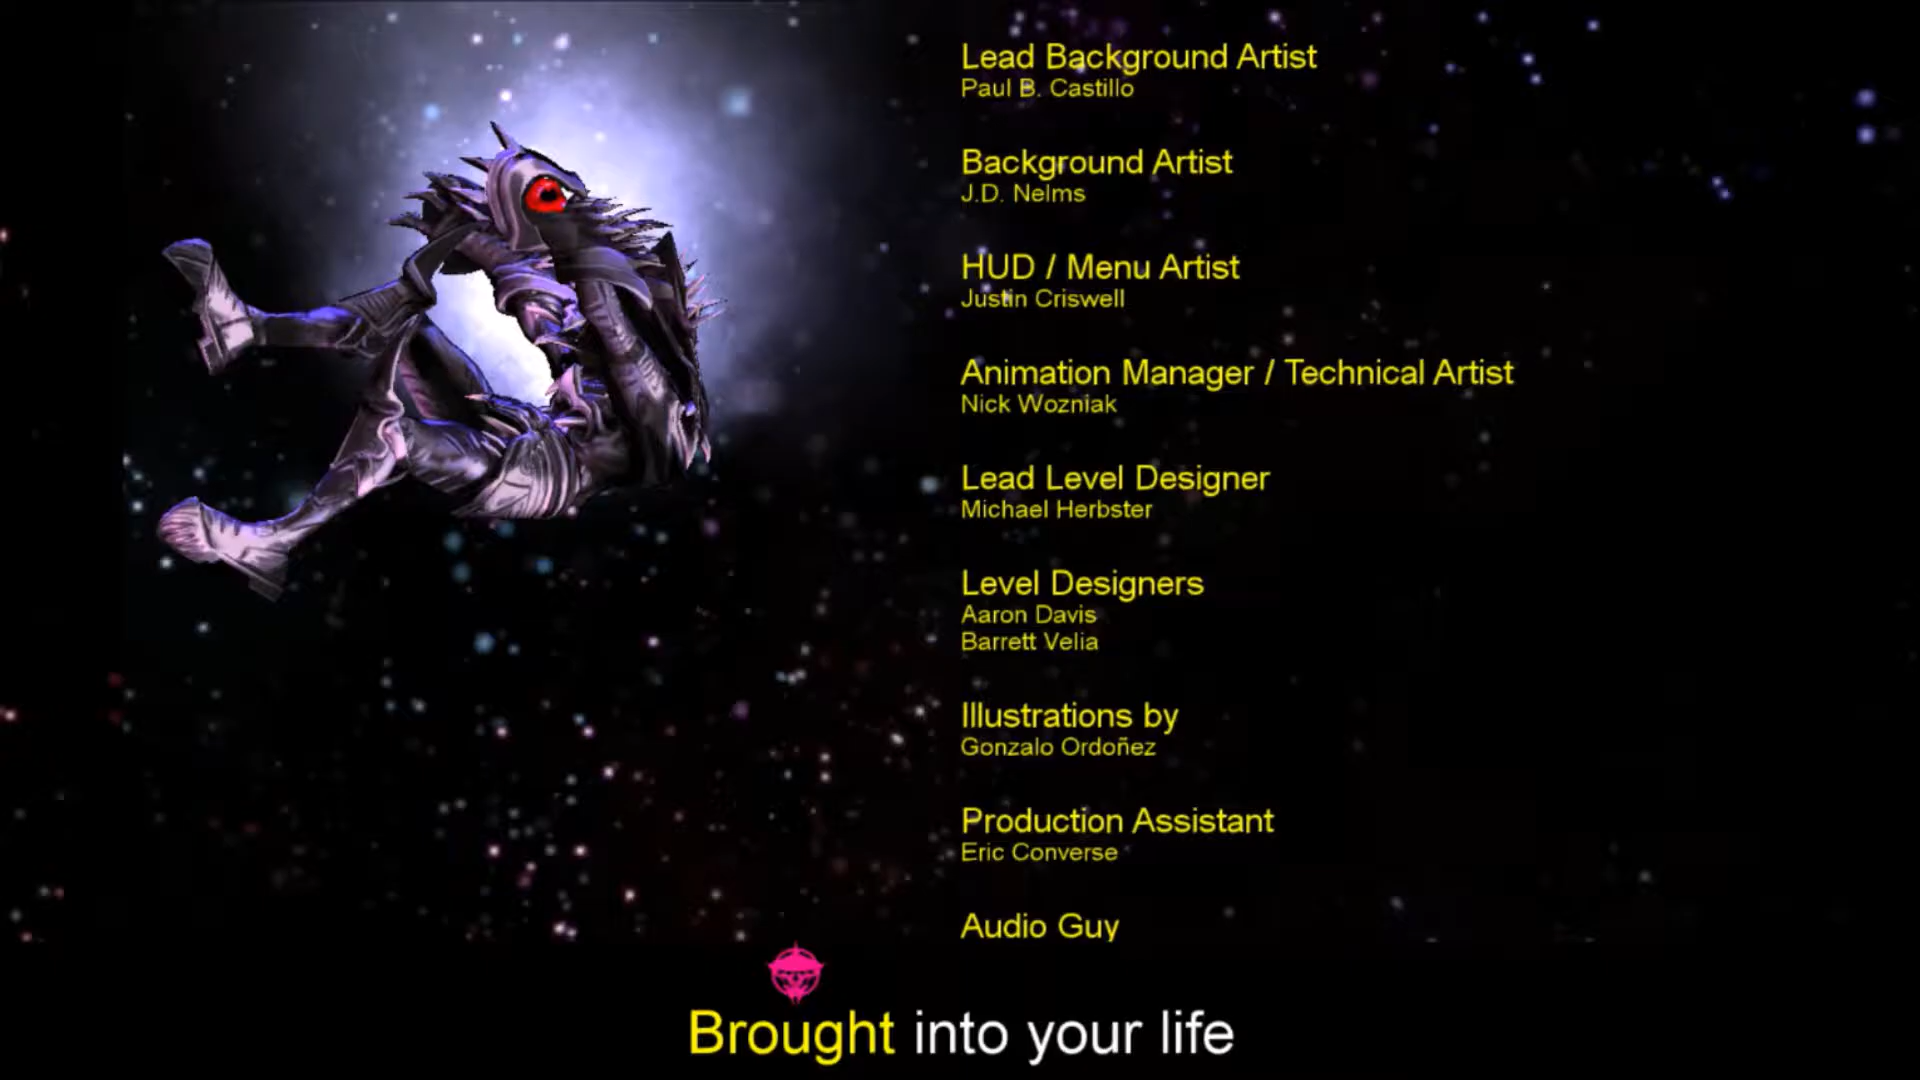 Lead Background Artist
Paul B. Castillo
Background Artist
J.D. Nelms
HUD / Menu Artist
Justin Criswell
Animation Manager / Technical Artist
Nick Wozniak
Lead Level Designer
Michael Herbster
Level Designers
Aaron Davis
Barrett Velia
Illustrations by
Gonzalo Ordoñez
Production Assistant
Eric Converse
Audio Guy
Brought into your life